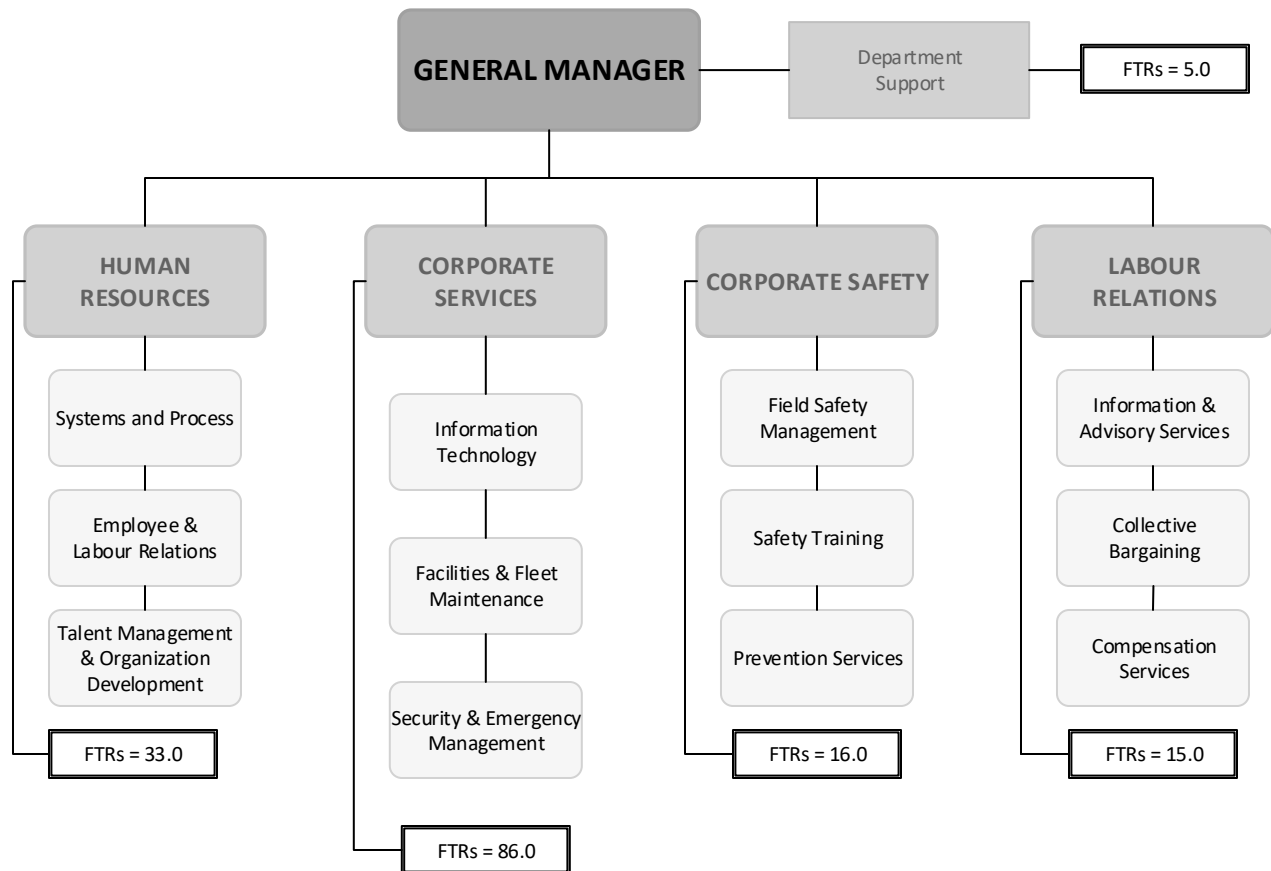 GENERAL MANAGER
Department
Support
FTRs = 5.0
HUMAN
RESOURCES
CORPORATE
SERVICES
CORPORATE SAFETY
LABOUR
RELATIONS
Systems and Process
Employee &
Labour Relations
Talent Management
& Organization
Development
FTRs = 33.0
Information
Technology
Facilities & Fleet
Maintenance
Security & Emergency
Management
FTRs = 86.0
Field Safety
Management
Safety Training
Prevention Services
FTRs = 16.0
Information &
Advisory Services
Collective
Bargaining
Compensation
Services
FTRs = 15.0